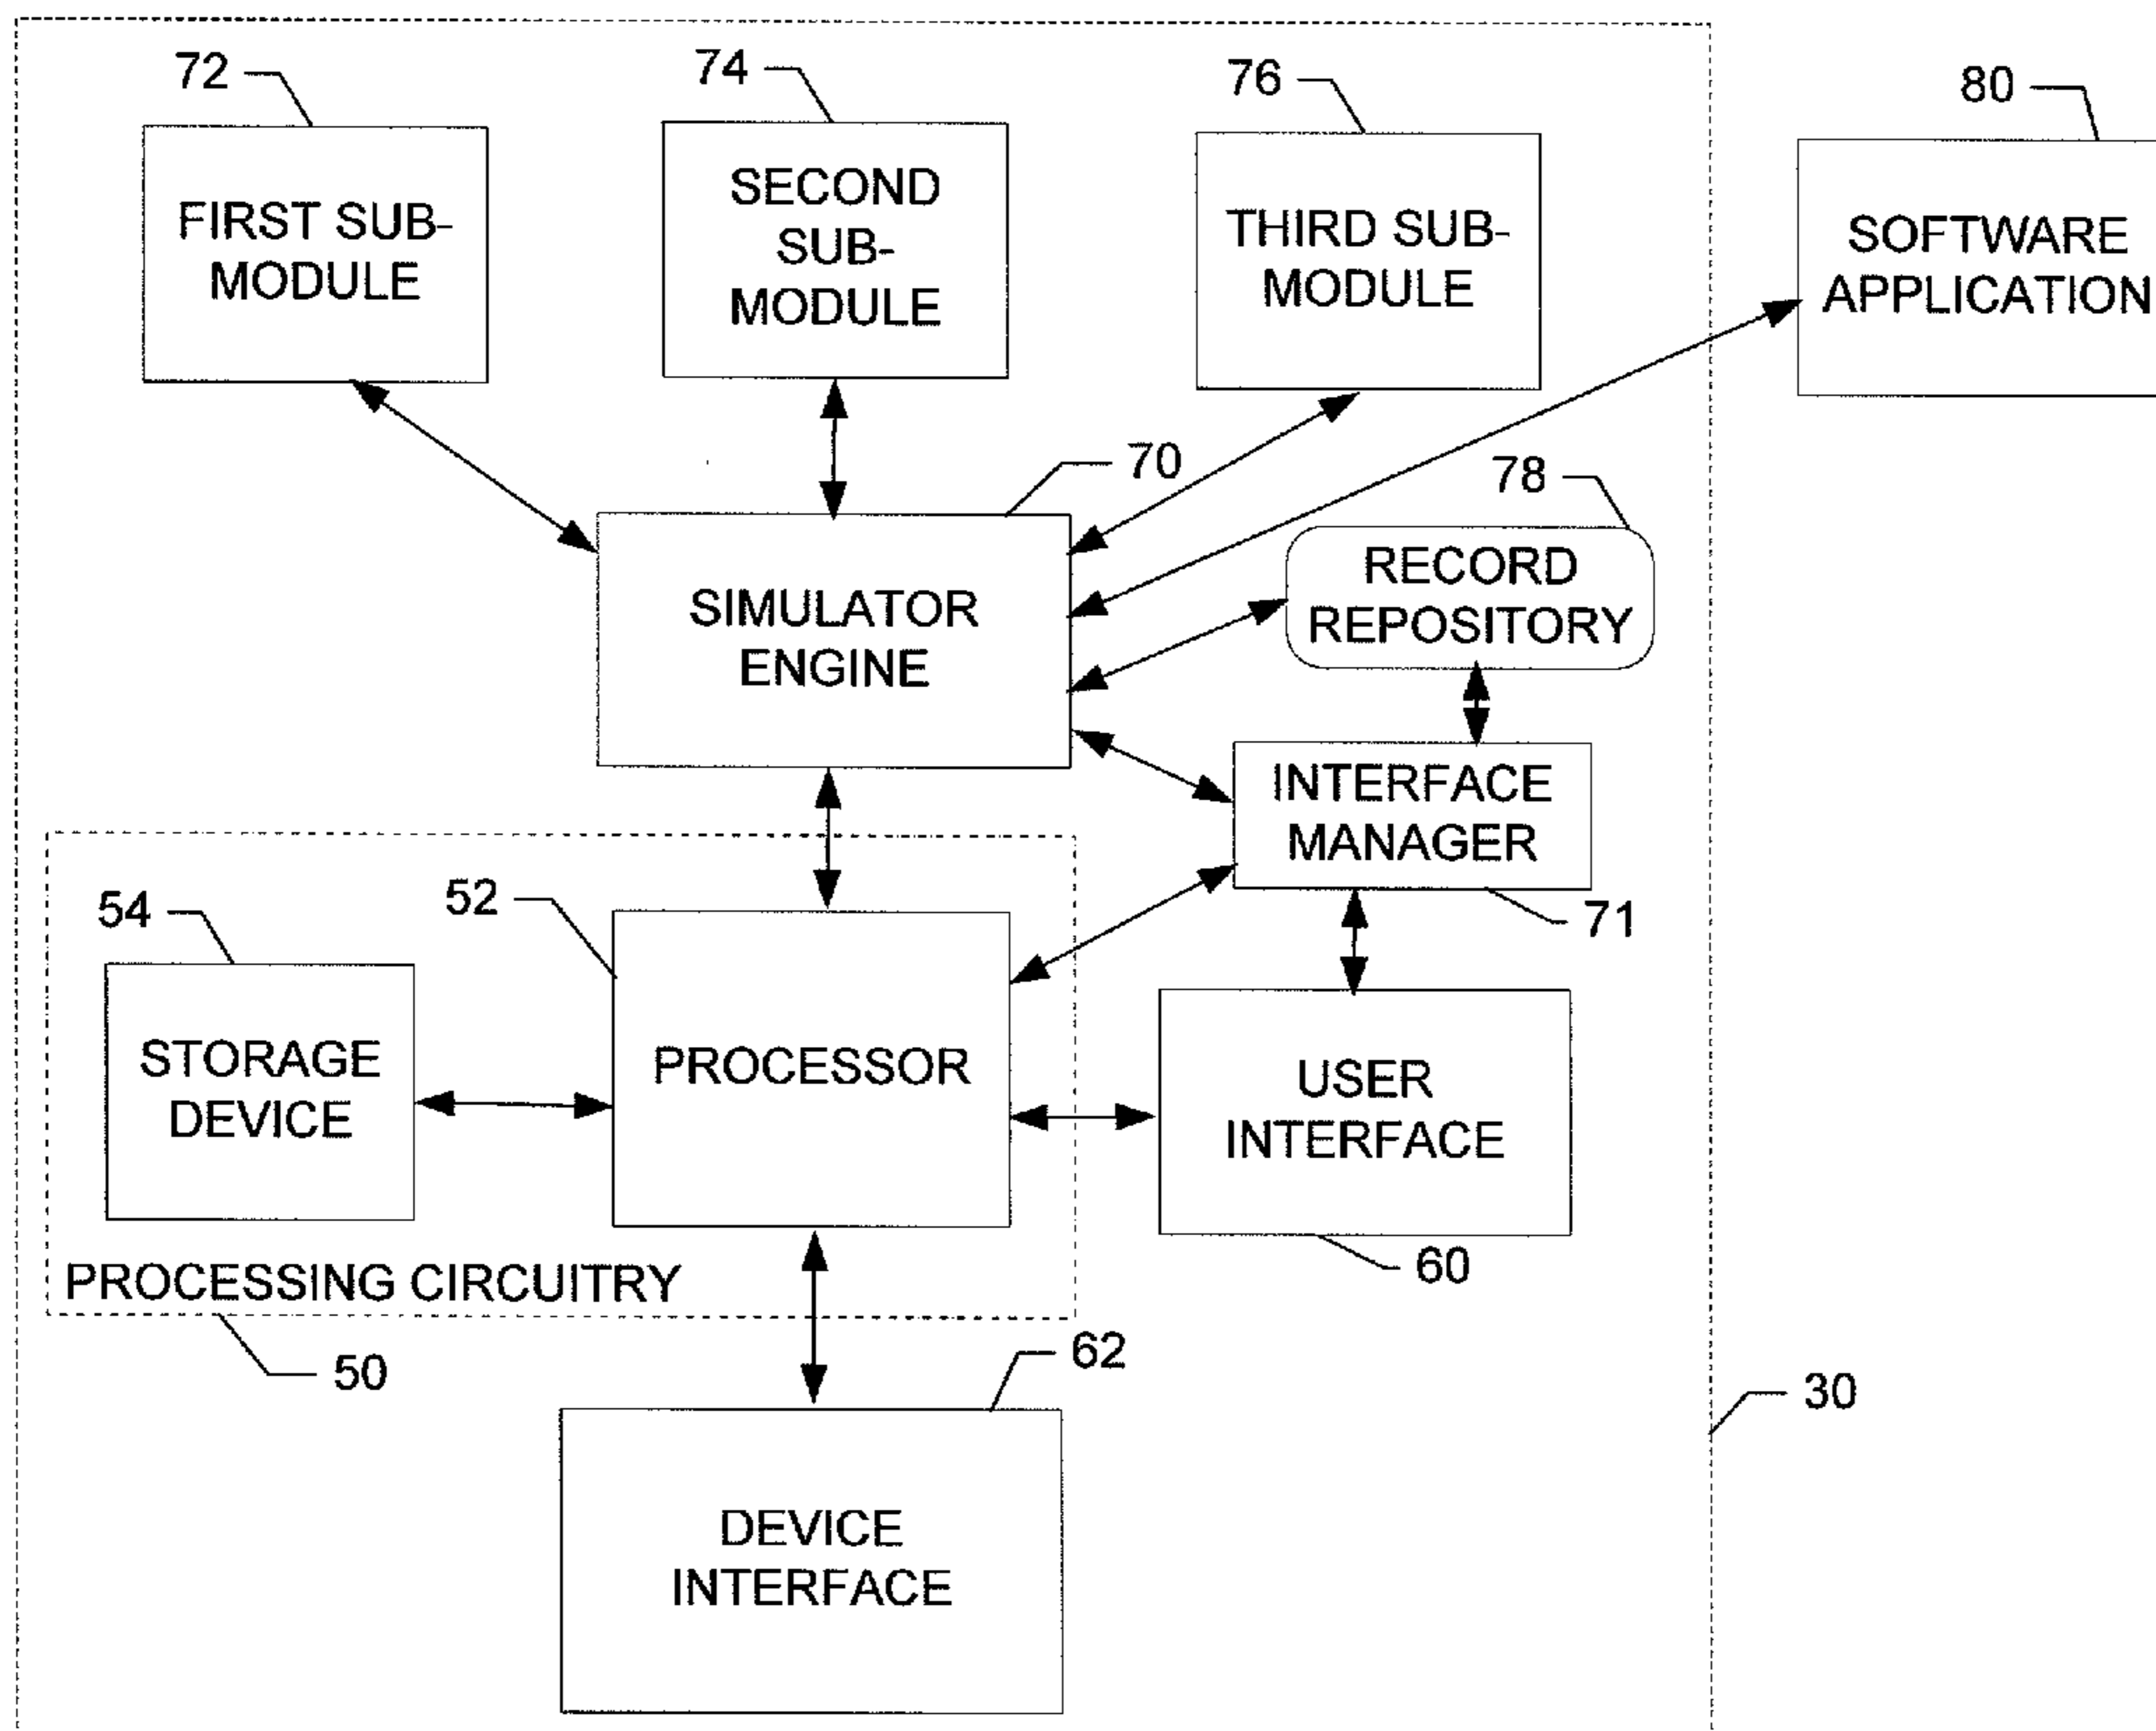 72
74
76
80
FIRST SUB-
MODULE
SECOND
SUB-
MODULE
THIRD SUB-
MODULE
SOFTWARE
APPLICATION
70
78
SIMULATOR
ENGINE
RECORD
REPOSITORY
INTERFACE
MANAGER
71
54
52
STORAGE
DEVICE
PROCESSOR
USER
INTERFACE
60
PROCESSING CIRCUITRY
50
62
30
DEVICE
INTERFACE